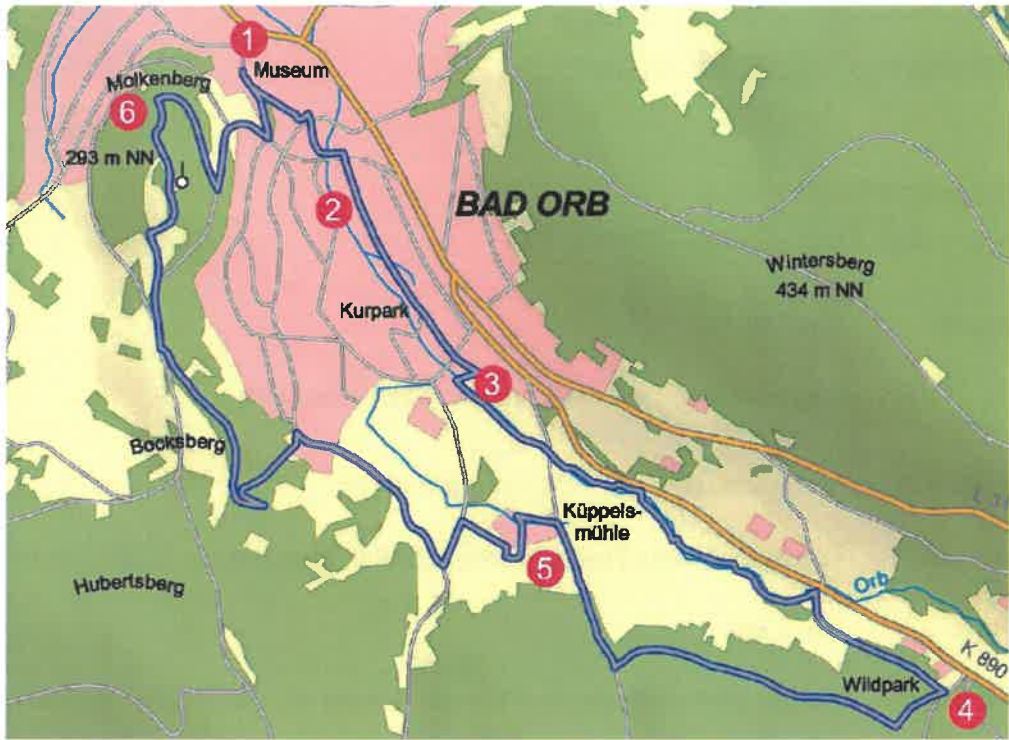 1
Museum
Molkenberg
6
293 m NN
2
BAD ORB
Wintersberg
434 m NN
Kurpark
3
Bocksberg
Küppels-
mühle
5
Hubertsberg
Orb
K 890
Wildpark
4